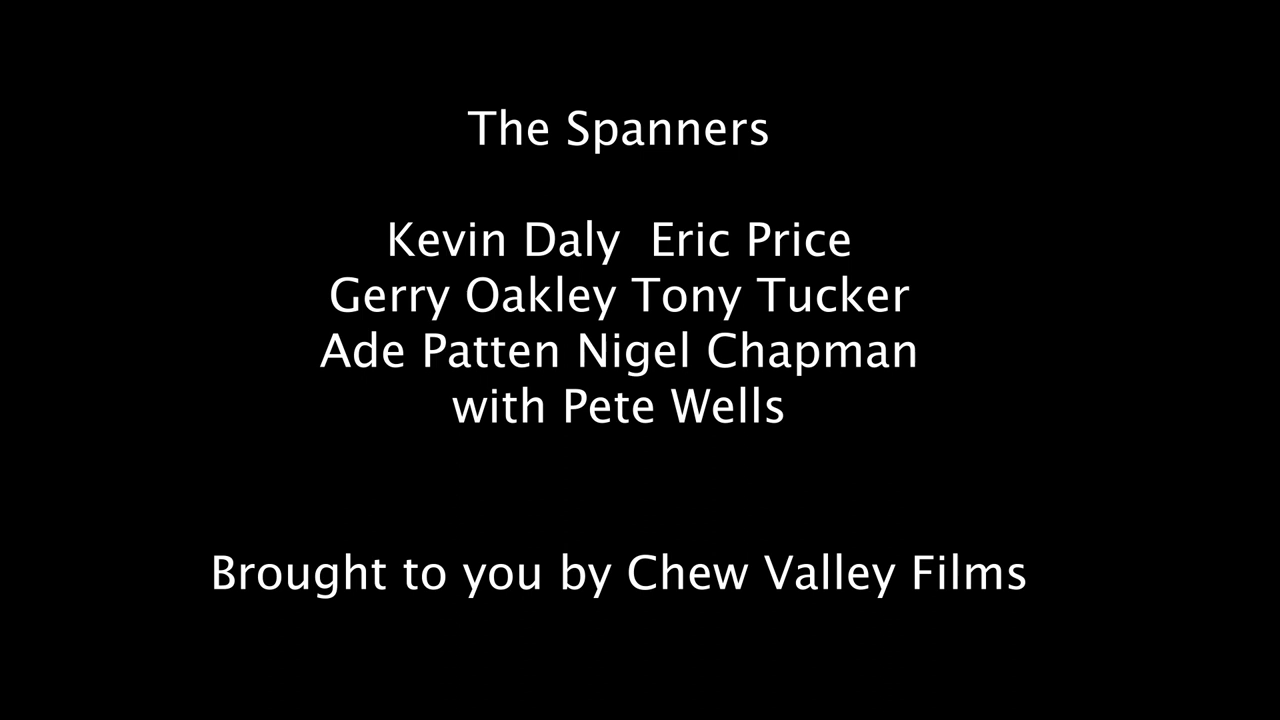 The Spanners
Kevin Daly  Eric Price
Gerry Oakley Tony Tucker
Ade Patten Nigel Chapman
with Pete Wells
Brought to you by Chew Valley Films